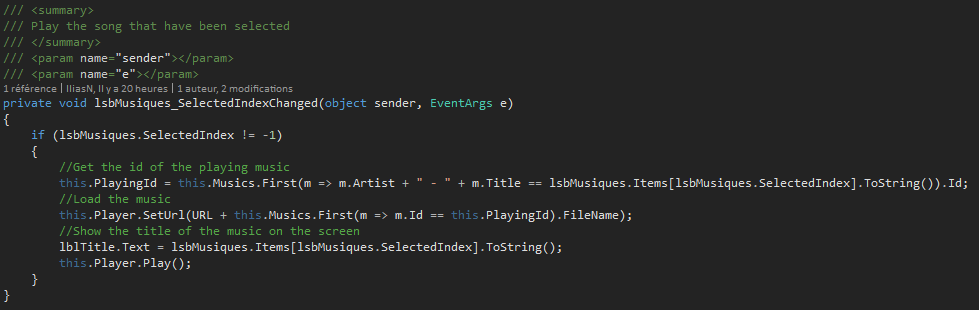 /// <summary>
/// Play the song that have been selected
/// </summary>
/// <param name="sender"></param>
/// <param name="e"></param>
1 référence | IliasN, Il y a 20 heures | 1 auteur, 2 modifications
private void lsbMusiques_SelectedIndexChanged(object sender, EventArgs e)
{
    if (lsbMusiques.SelectedIndex != -1)
    {
        //Get the id of the playing music
        this.PlayingId = this.Musics.First(m => m.Artist + " - " + m.Title == lsbMusiques.Items[lsbMusiques.SelectedIndex].ToString()).Id;
        //Load the music
        this.Player.SetUrl(URL + this.Musics.First(m => m.Id == this.PlayingId).FileName);
        //Show the title of the music on the screen
        lblTitle.Text = lsbMusiques.Items[lsbMusiques.SelectedIndex].ToString();
        this.Player.Play();
    }
}